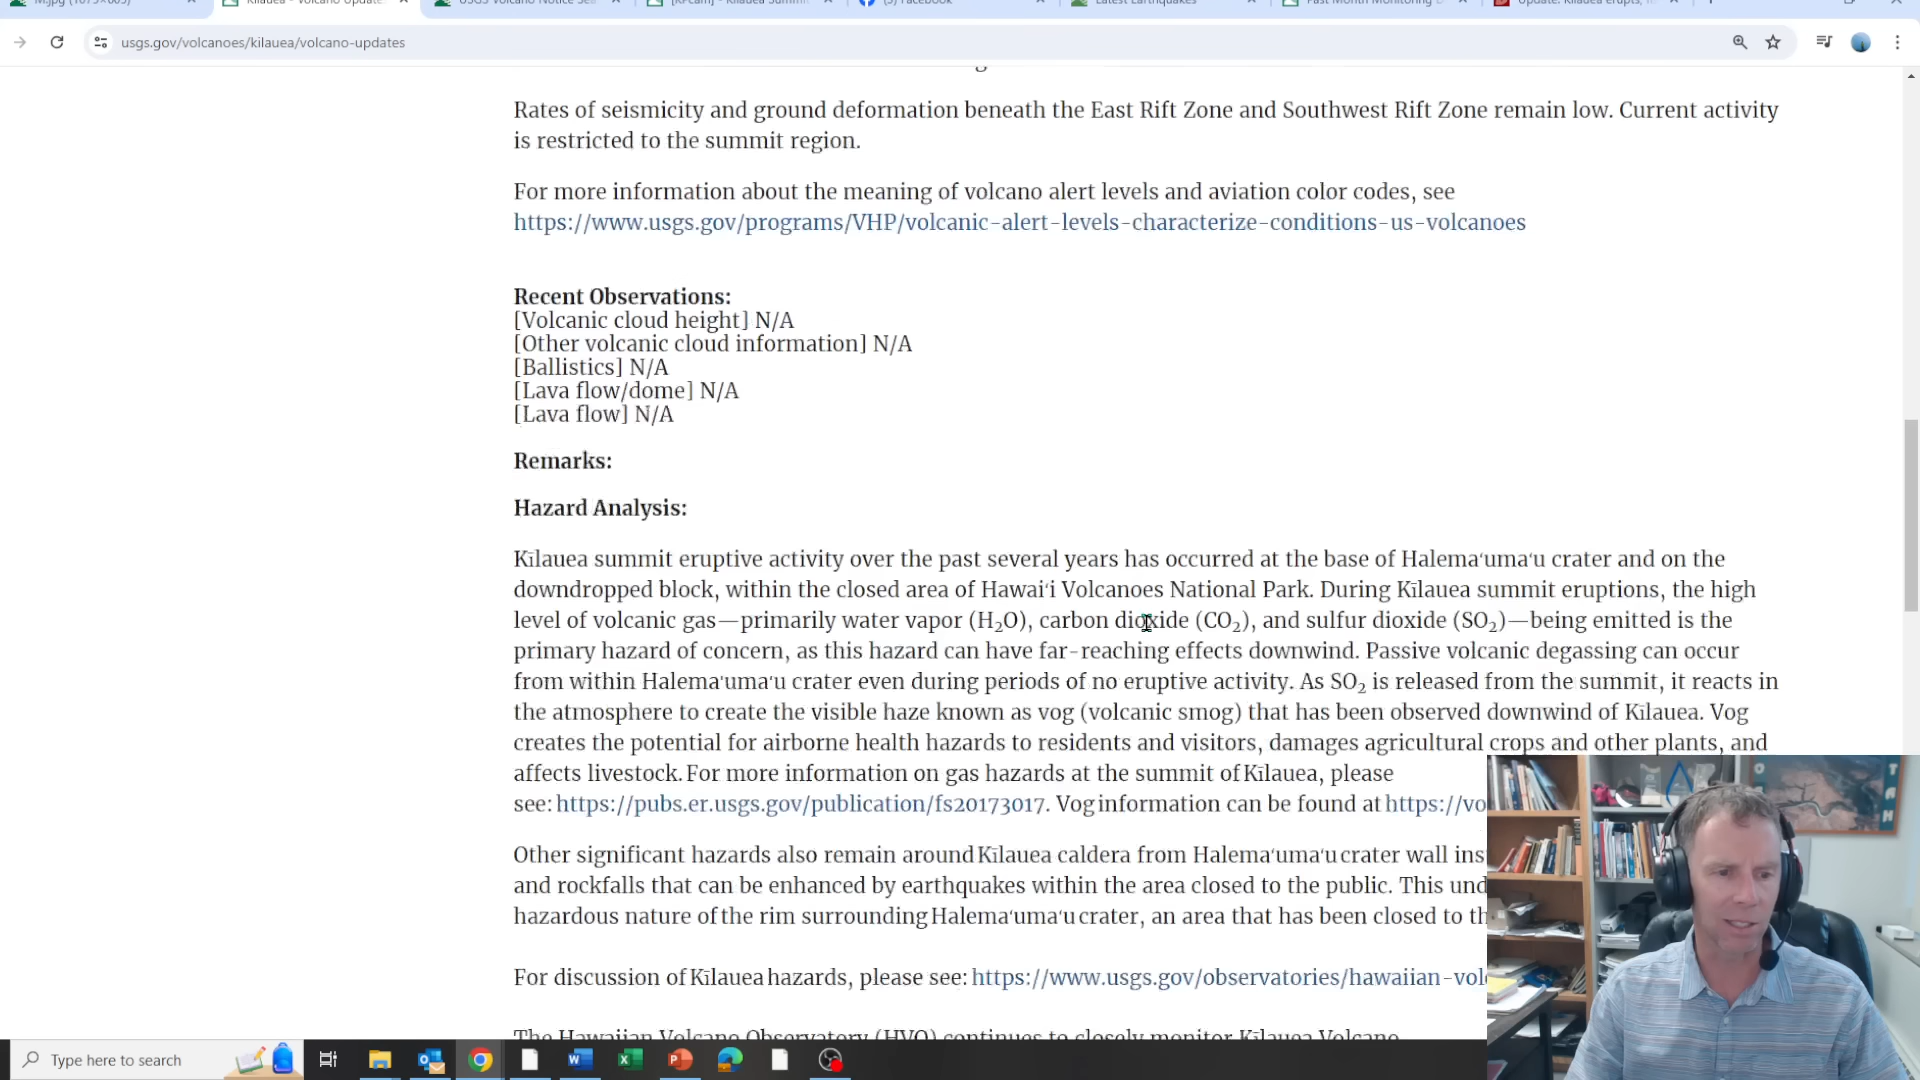 usgs.gov/volcanoes/kilauea/volcano-updates
Rates of seismicity and ground deformation beneath the East Rift Zone and Southwest Rift Zone remain low. Current activity
is restricted to the summit region.
For more information about the meaning of volcano alert levels and aviation color codes, see
https://www.usgs.gov/programs/VHP/volcanic-alert-levels-characterize-conditions-us-volcanoes
Recent Observations:
[Volcanic cloud height] N/A
[Other volcanic cloud information] N/A
[Ballistics] N/A
[Lava flow/dome] N/A
[Lava flow] N/A
Remarks:
Hazard Analysis:
Kīlauea summit eruptive activity over the past several years has occurred at the base of Halemaʻumaʻu crater and on the
downdropped block, within the closed area of Hawaiʻi Volcanoes National Park. During Kīlauea summit eruptions, the high
level of volcanic gas—primarily water vapor (H₂O), carbon dioxide (CO₂), and sulfur dioxide (SO₂)—being emitted is the
primary hazard of concern, as this hazard can have far-reaching effects downwind. Passive volcanic degassing can occur
from within Halemaʻumaʻu crater even during periods of no eruptive activity. As SO₂ is released from the summit, it reacts in
the atmosphere to create the visible haze known as vog (volcanic smog) that has been observed downwind of Kīlauea. Vog
creates the potential for airborne health hazards to residents and visitors, damages agricultural crops and other plants, and
affects livestock. For more information on gas hazards at the summit of Kīlauea, please
see: https://pubs.er.usgs.gov/publication/fs20173017. Vog information can be found at https://vo
Other significant hazards also remain around Kīlauea caldera from Halemaʻumaʻu crater wall ins
and rockfalls that can be enhanced by earthquakes within the area closed to the public. This und
hazardous nature of the rim surrounding Halemaʻumaʻu crater, an area that has been closed to th
For discussion of Kīlauea hazards, please see: https://www.usgs.gov/observatories/hawaiian-vol
The Hawaiian Volcano Observatory (HVO) continues to closely monitor Kīlauea Volcano
Type here to search